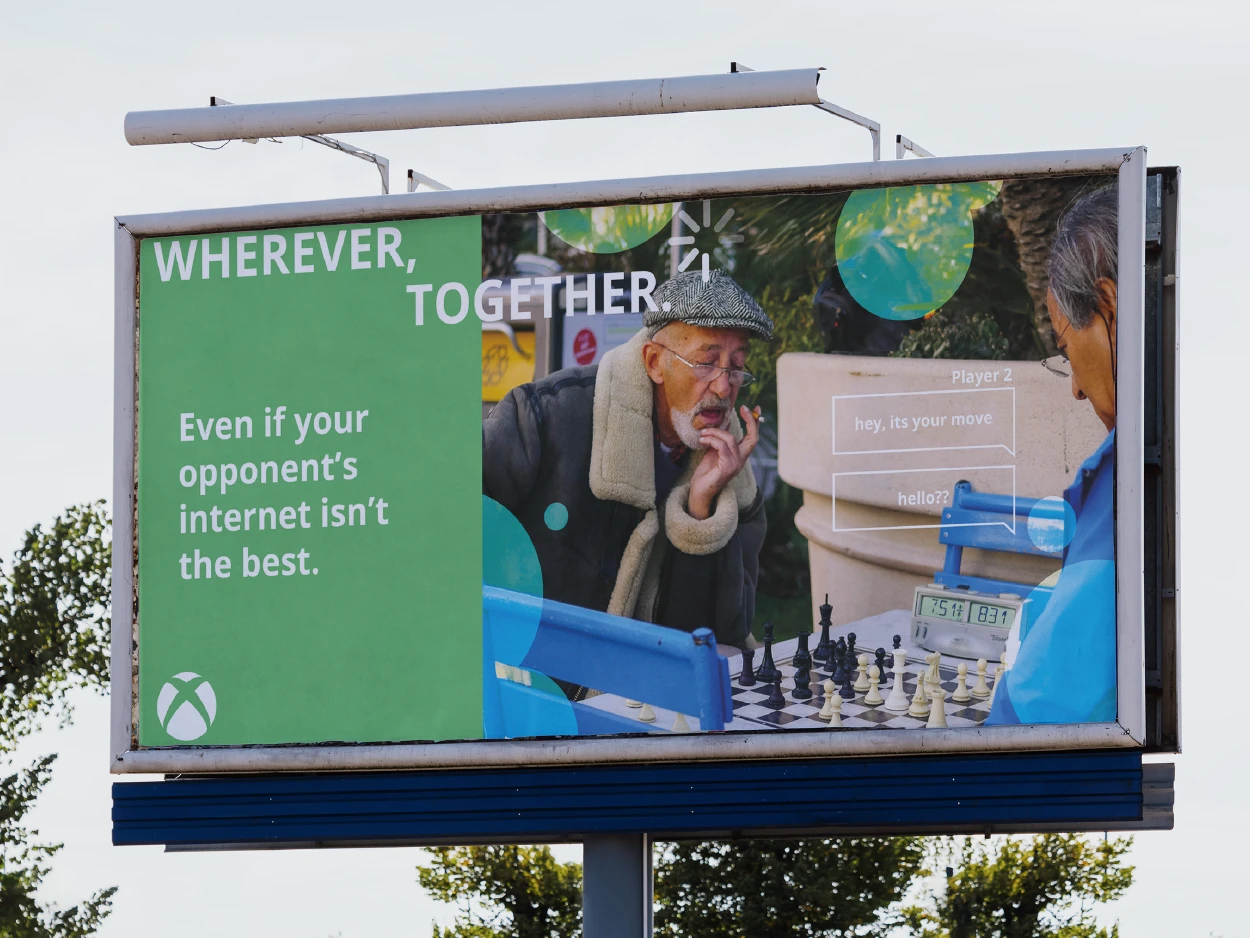 WHEREVER,
TOGETHER.
Even if your
opponent's
internet isn't
the best.
Player 2
hey, its your move
hello??
7:51
8:31